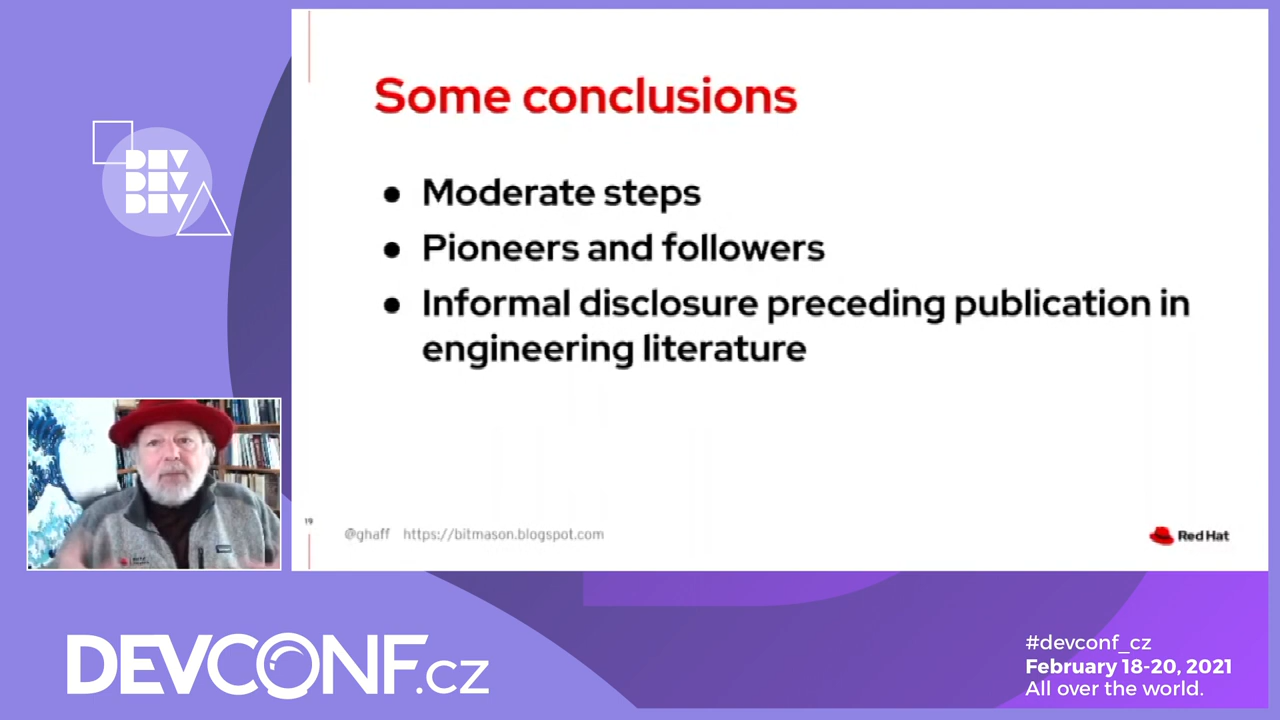 DEV
DEV
DEV
Some conclusions
● Moderate steps
● Pioneers and followers
● Informal disclosure preceding publication in
engineering literature
19
@ghaff https://bitmason.blogspot.com
Red Hat
DEVCONF.cz
#devconf_cz
February 18-20, 2021
All over the world.